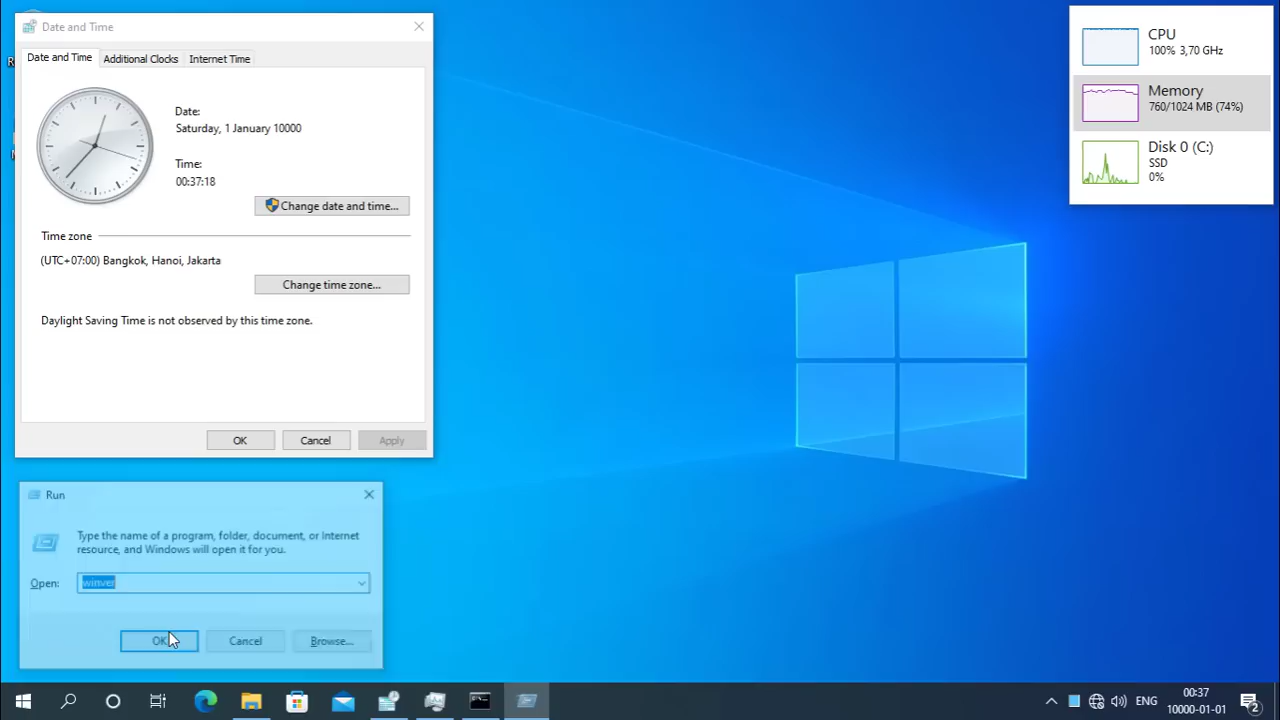 Date and Time
Date and Time
Additional Clocks
Internet Time
Date:
Saturday, 1 January 10000
Time:
00:37:18
Change date and time...
Time zone
(UTC+07:00) Bangkok, Hanoi, Jakarta
Change time zone...
Daylight Saving Time is not observed by this time zone.
OK
Cancel
Apply
CPU
100% 3,70 GHz
Memory
760/1024 MB (74%)
Disk 0 (C:)
SSD
0%
Run
Type the name of a program, folder, document, or Internet
resource, and Windows will open it for you.
Open:
winver
OK
Cancel
Browse...
ENG
00:37
10000-01-01
2